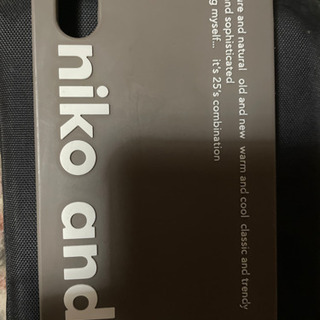 ure and natural old and new warm and cool classic and trendy
and sophisticated
g myself... it's 25's combination
niko and